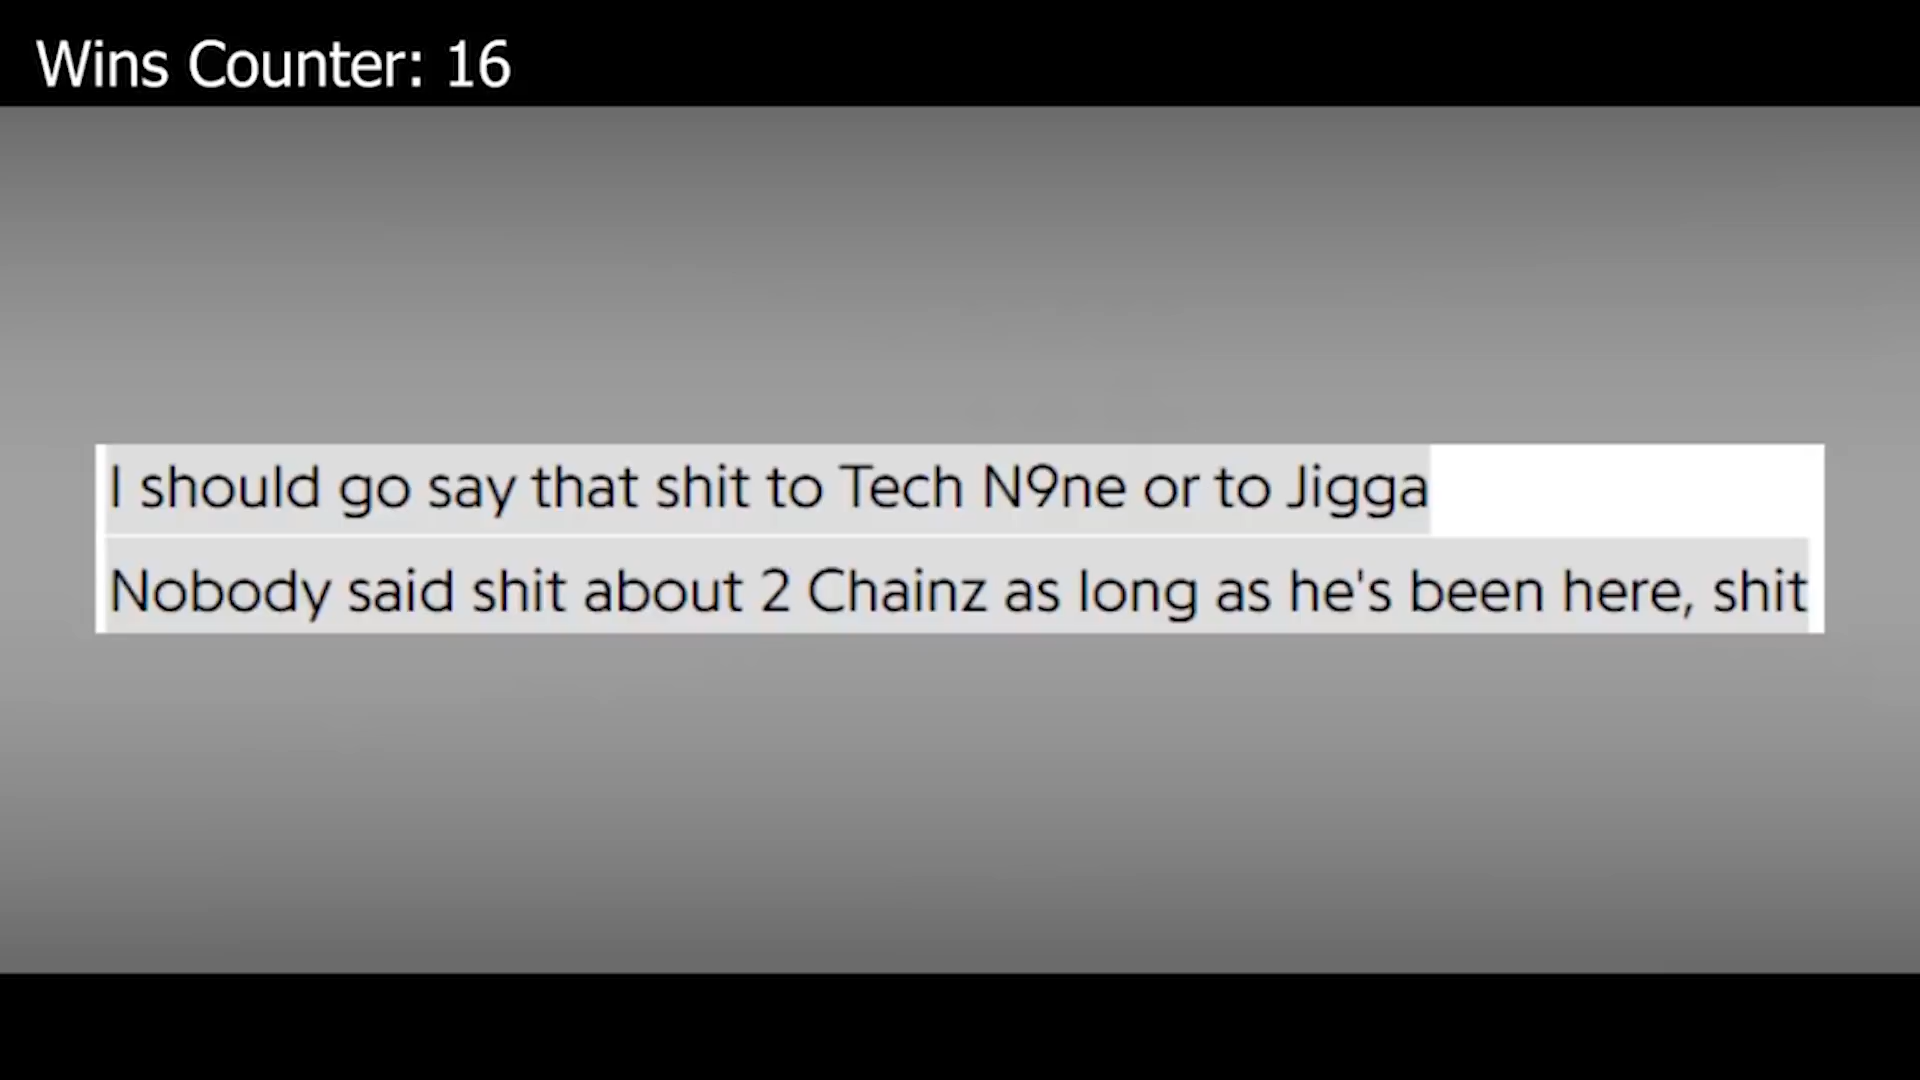 Wins Counter: 16
I should go say that shit to Tech N9ne or to Jigga
Nobody said shit about 2 Chainz as long as he's been here, shit